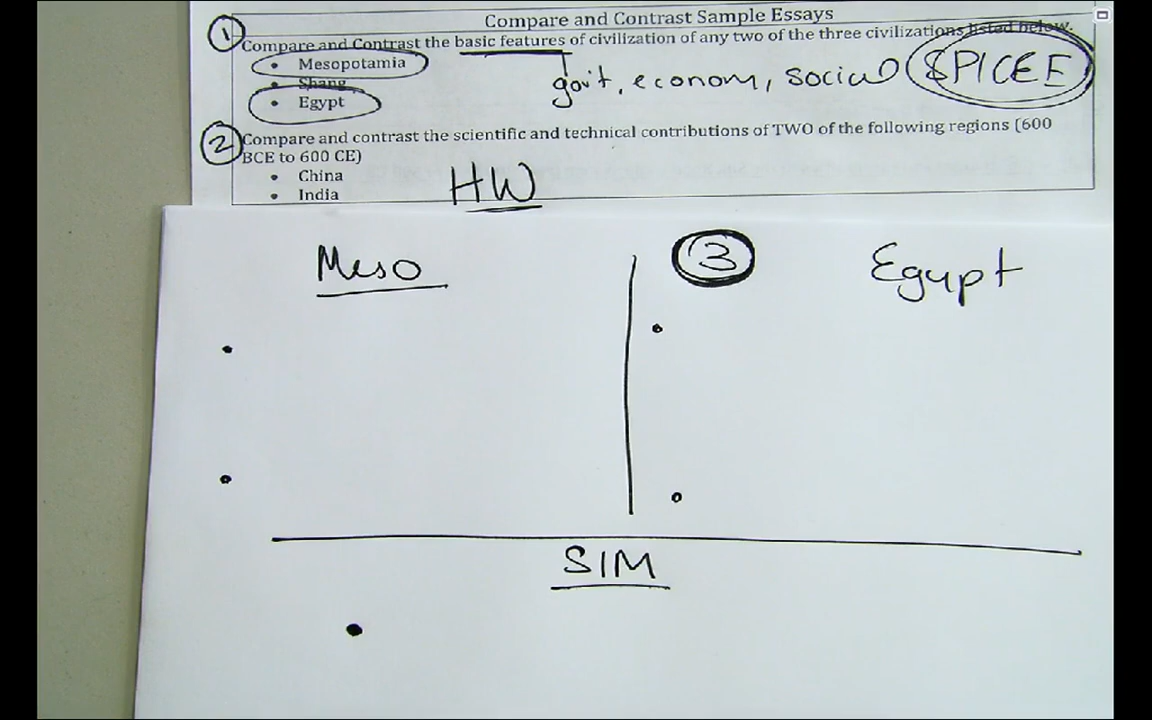 Compare and Contrast Sample Essays
① Compare and Contrast the basic features of civilization of any two of the three civilizations listed below.
• Mesopotamia
• Shang
• Egypt
gov't, econom, social SPICEE
② Compare and contrast the scientific and technical contributions of TWO of the following regions (600
BCE to 600 CE)
• China
• India
HW
Meso ③ Egypt
SIM